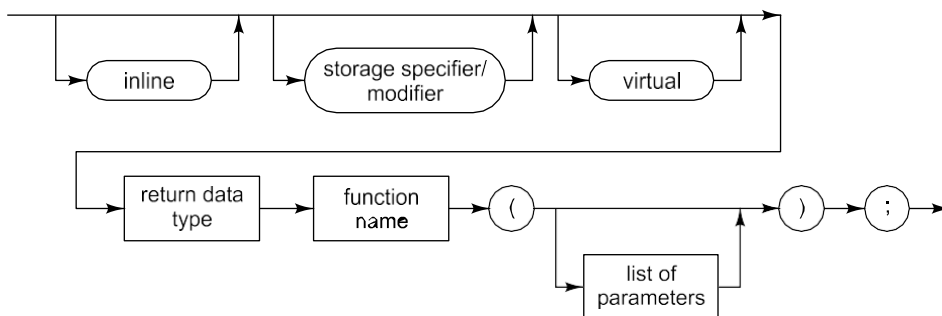 inline
storage specifier/
modifier
virtual
return data
type
function
name
(
)
;
list of
parameters